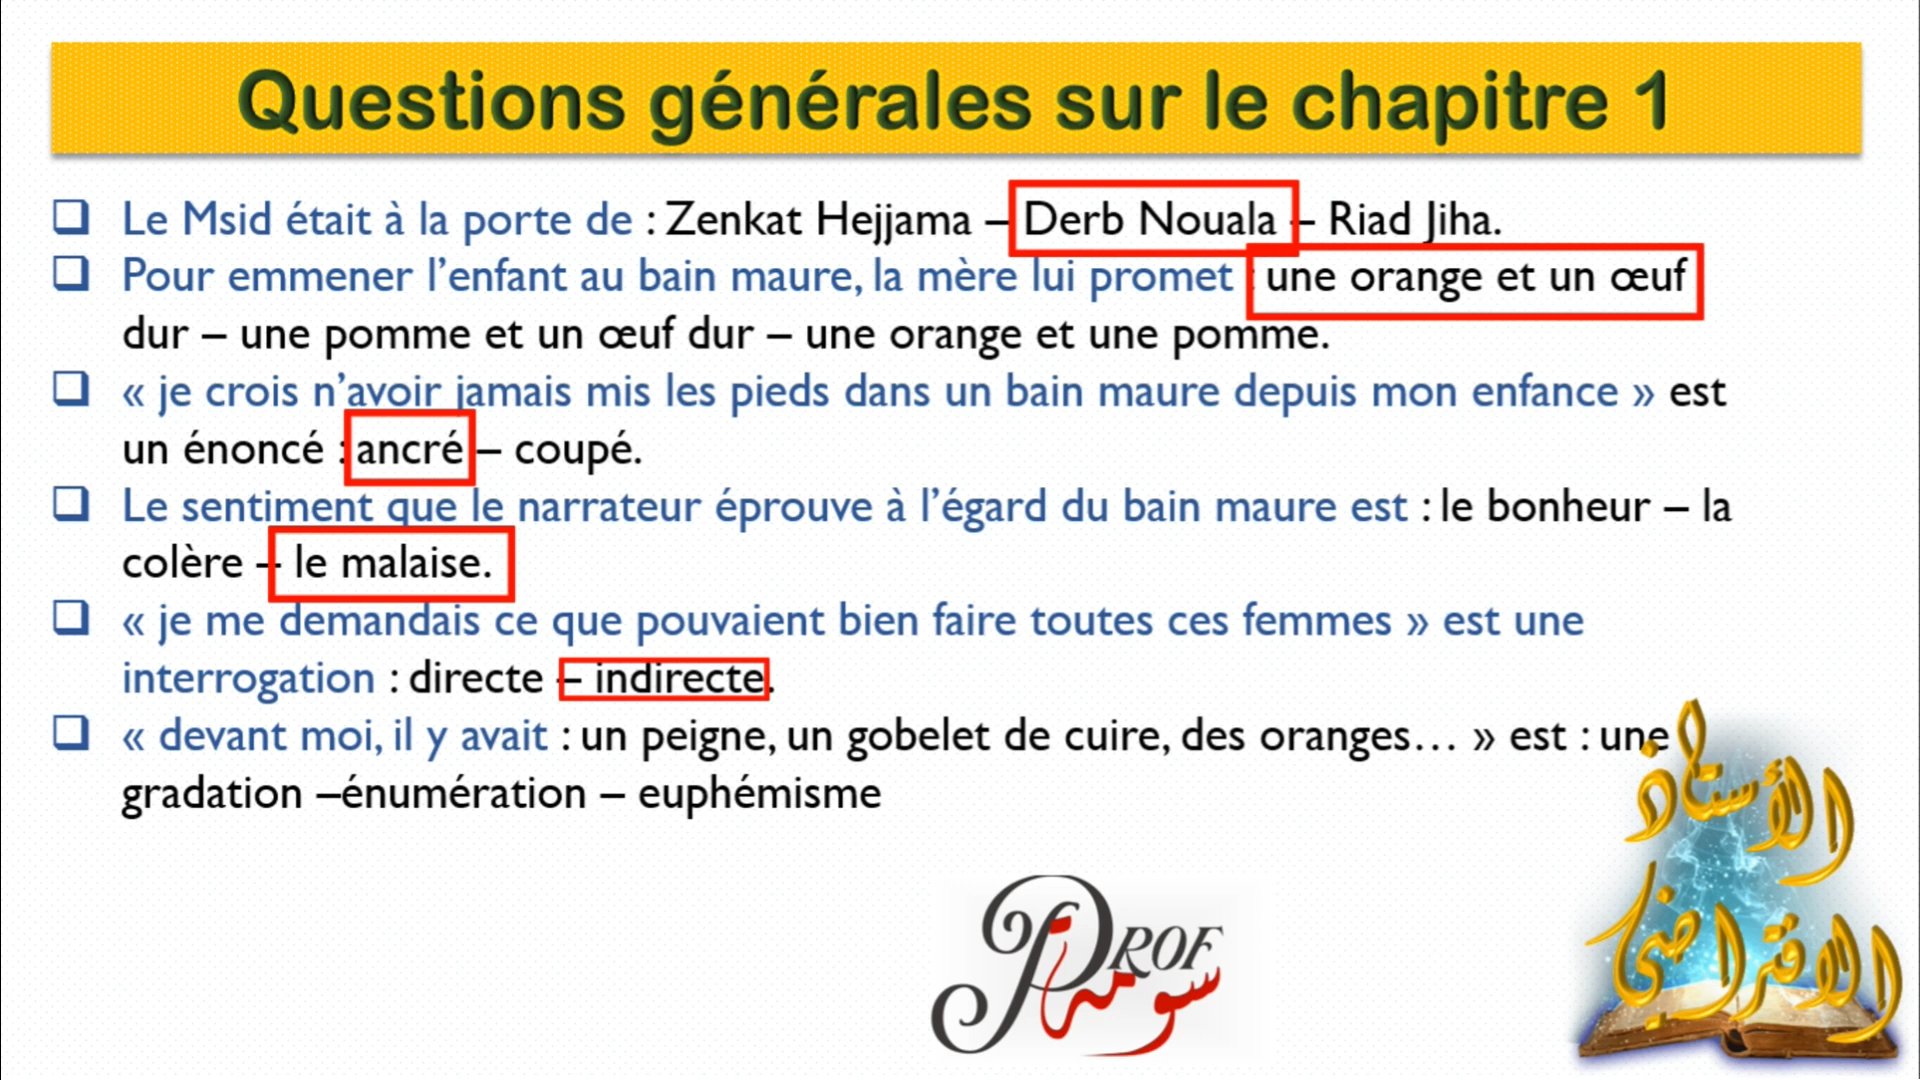 Questions générales sur le chapitre 1
❑ Le Msid était à la porte de : Zenkat Hejjama – Derb Nouala – Riad Jiha.
❑ Pour emmener l’enfant au bain maure, la mère lui promet : une orange et un œuf
dur – une pomme et un œuf dur – une orange et une pomme.
❑ « je crois n’avoir jamais mis les pieds dans un bain maure depuis mon enfance » est
un énoncé : ancré – coupé.
❑ Le sentiment que le narrateur éprouve à l’égard du bain maure est : le bonheur – la
colère – le malaise.
❑ « je me demandais ce que pouvaient bien faire toutes ces femmes » est une
interrogation : directe – indirecte.
❑ « devant moi, il y avait : un peigne, un gobelet de cuire, des oranges… » est : une
gradation –énumération – euphémisme
الأستاذ
الافتراضي
PROF
سومة